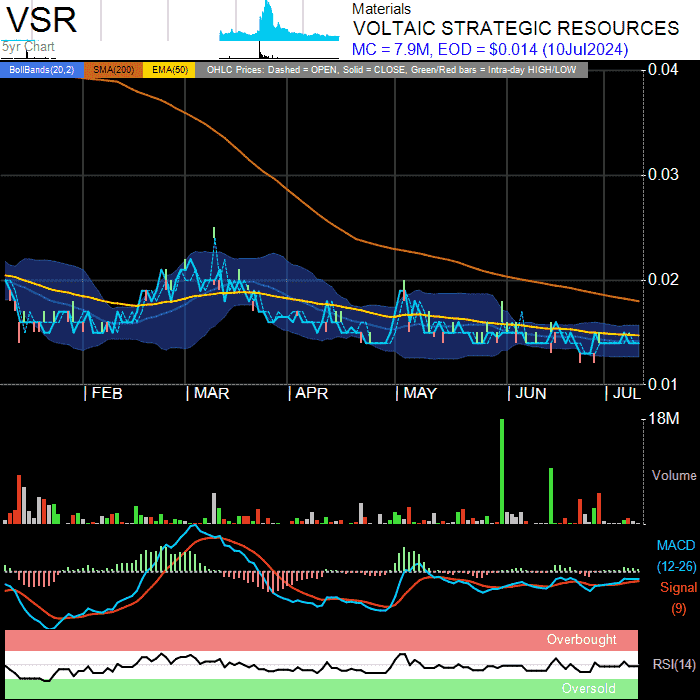 VSR
5yr Chart
Materials
VOLTAIC STRATEGIC RESOURCES
MC = 7.9M, EOD = $0.014 (10Jul2024)
BollBands(20,2) SMA(200) EMA(50) OHLC Prices: Dashed = OPEN, Solid = CLOSE, Green/Red bars = Intra-day HIGH/LOW
0.04
0.03
0.02
0.01
FEB MAR APR MAY JUN JUL
18M
Volume
MACD
(12-26)
Signal
(9)
Overbought
RSI(14)
Oversold